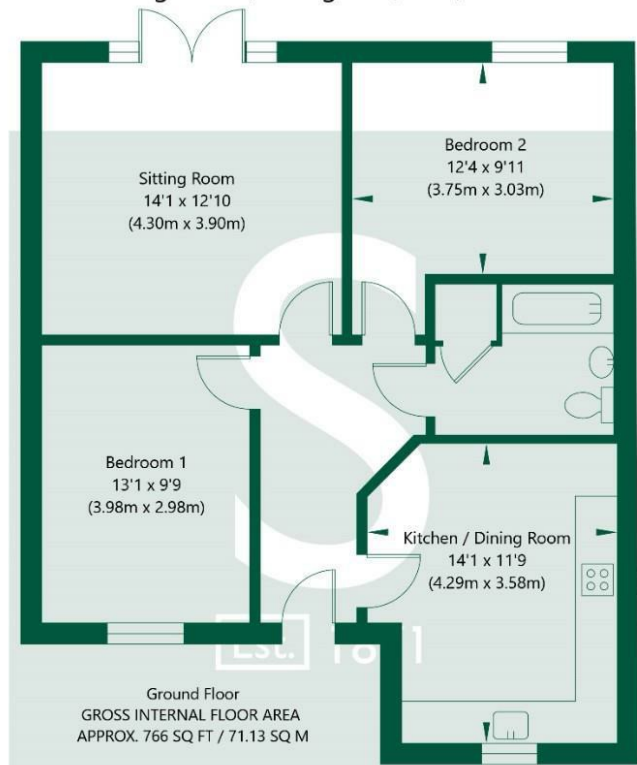 Sitting Room
14'1 x 12'10
(4.30m x 3.90m)
Bedroom 2
12'4 x 9'11
(3.75m x 3.03m)
Bedroom 1
13'1 x 9'9
(3.98m x 2.98m)
Kitchen / Dining Room
14'1 x 11'9
(4.29m x 3.58m)
S
Est.
Ground Floor
GROSS INTERNAL FLOOR AREA
APPROX. 766 SQ FT / 71.13 SQ M